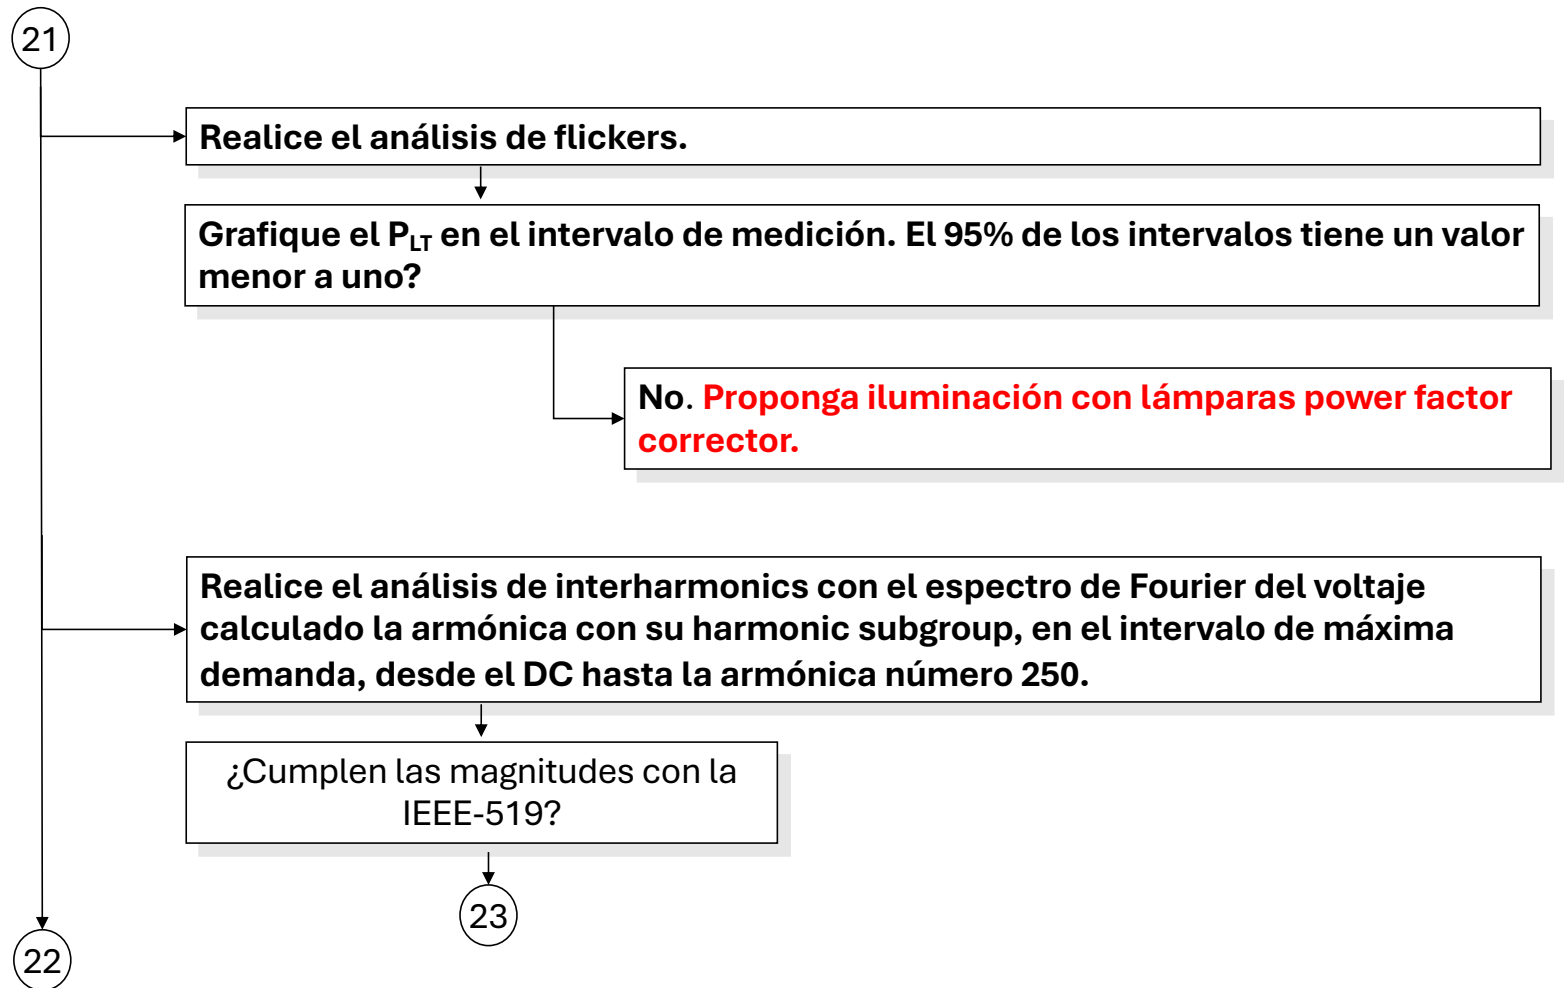 21
Realice el análisis de flickers.
Grafique el P_LT en el intervalo de medición. El 95% de los intervalos tiene un valor
menor a uno?
No. Proponga iluminación con lámparas power factor
corrector.
Realice el análisis de interharmonics con el espectro de Fourier del voltaje
calculado la armónica con su harmonic subgroup, en el intervalo de máxima
demanda, desde el DC hasta la armónica número 250.
¿Cumplen las magnitudes con la
IEEE-519?
23
22